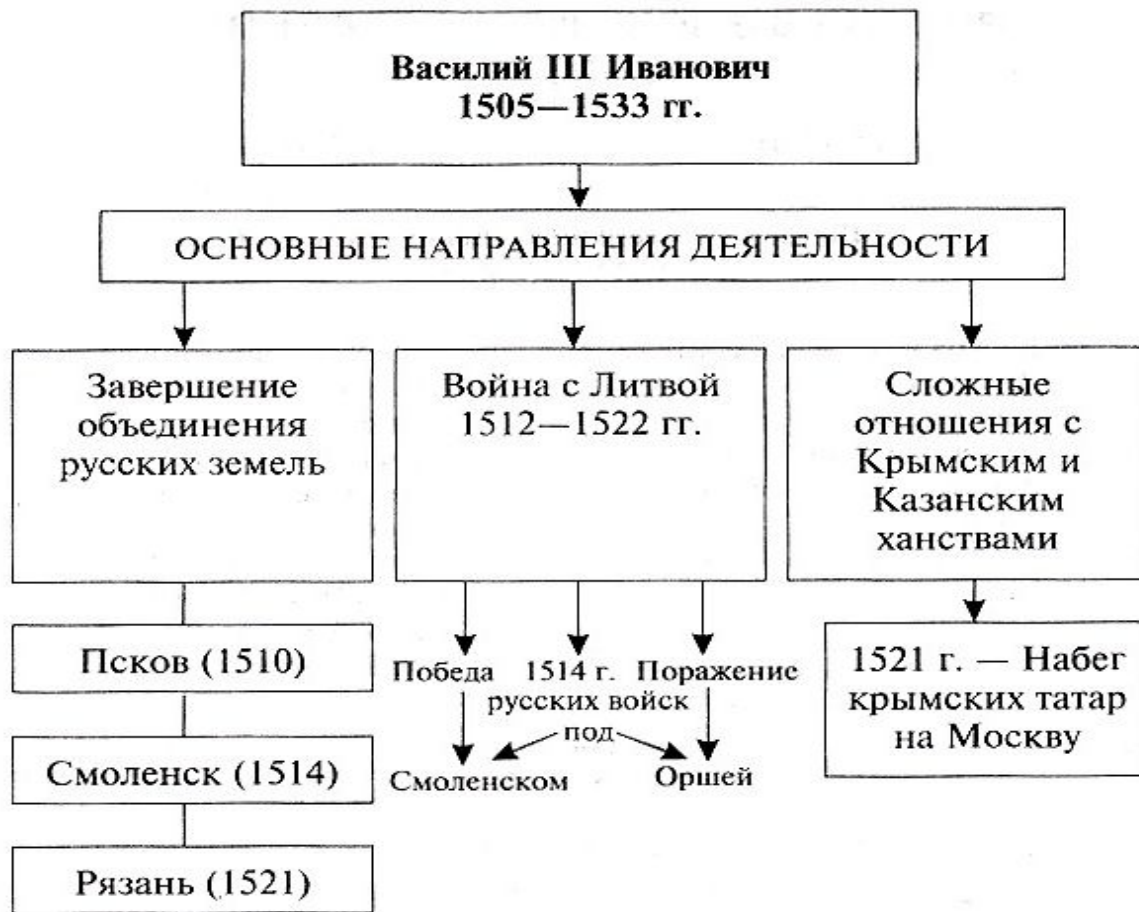 Василий III Иванович
1505—1533 гг.
ОСНОВНЫЕ НАПРАВЛЕНИЯ ДЕЯТЕЛЬНОСТИ
Завершение
объединения
русских земель
Псков (1510)
Смоленск (1514)
Рязань (1521)
Война с Литвой
1512—1522 гг.
Победа 1514 г. Поражение
русских войск
под
Смоленском Оршей
Сложные
отношения с
Крымским и
Казанским
ханствами
1521 г. — Набег
крымских татар
на Москву